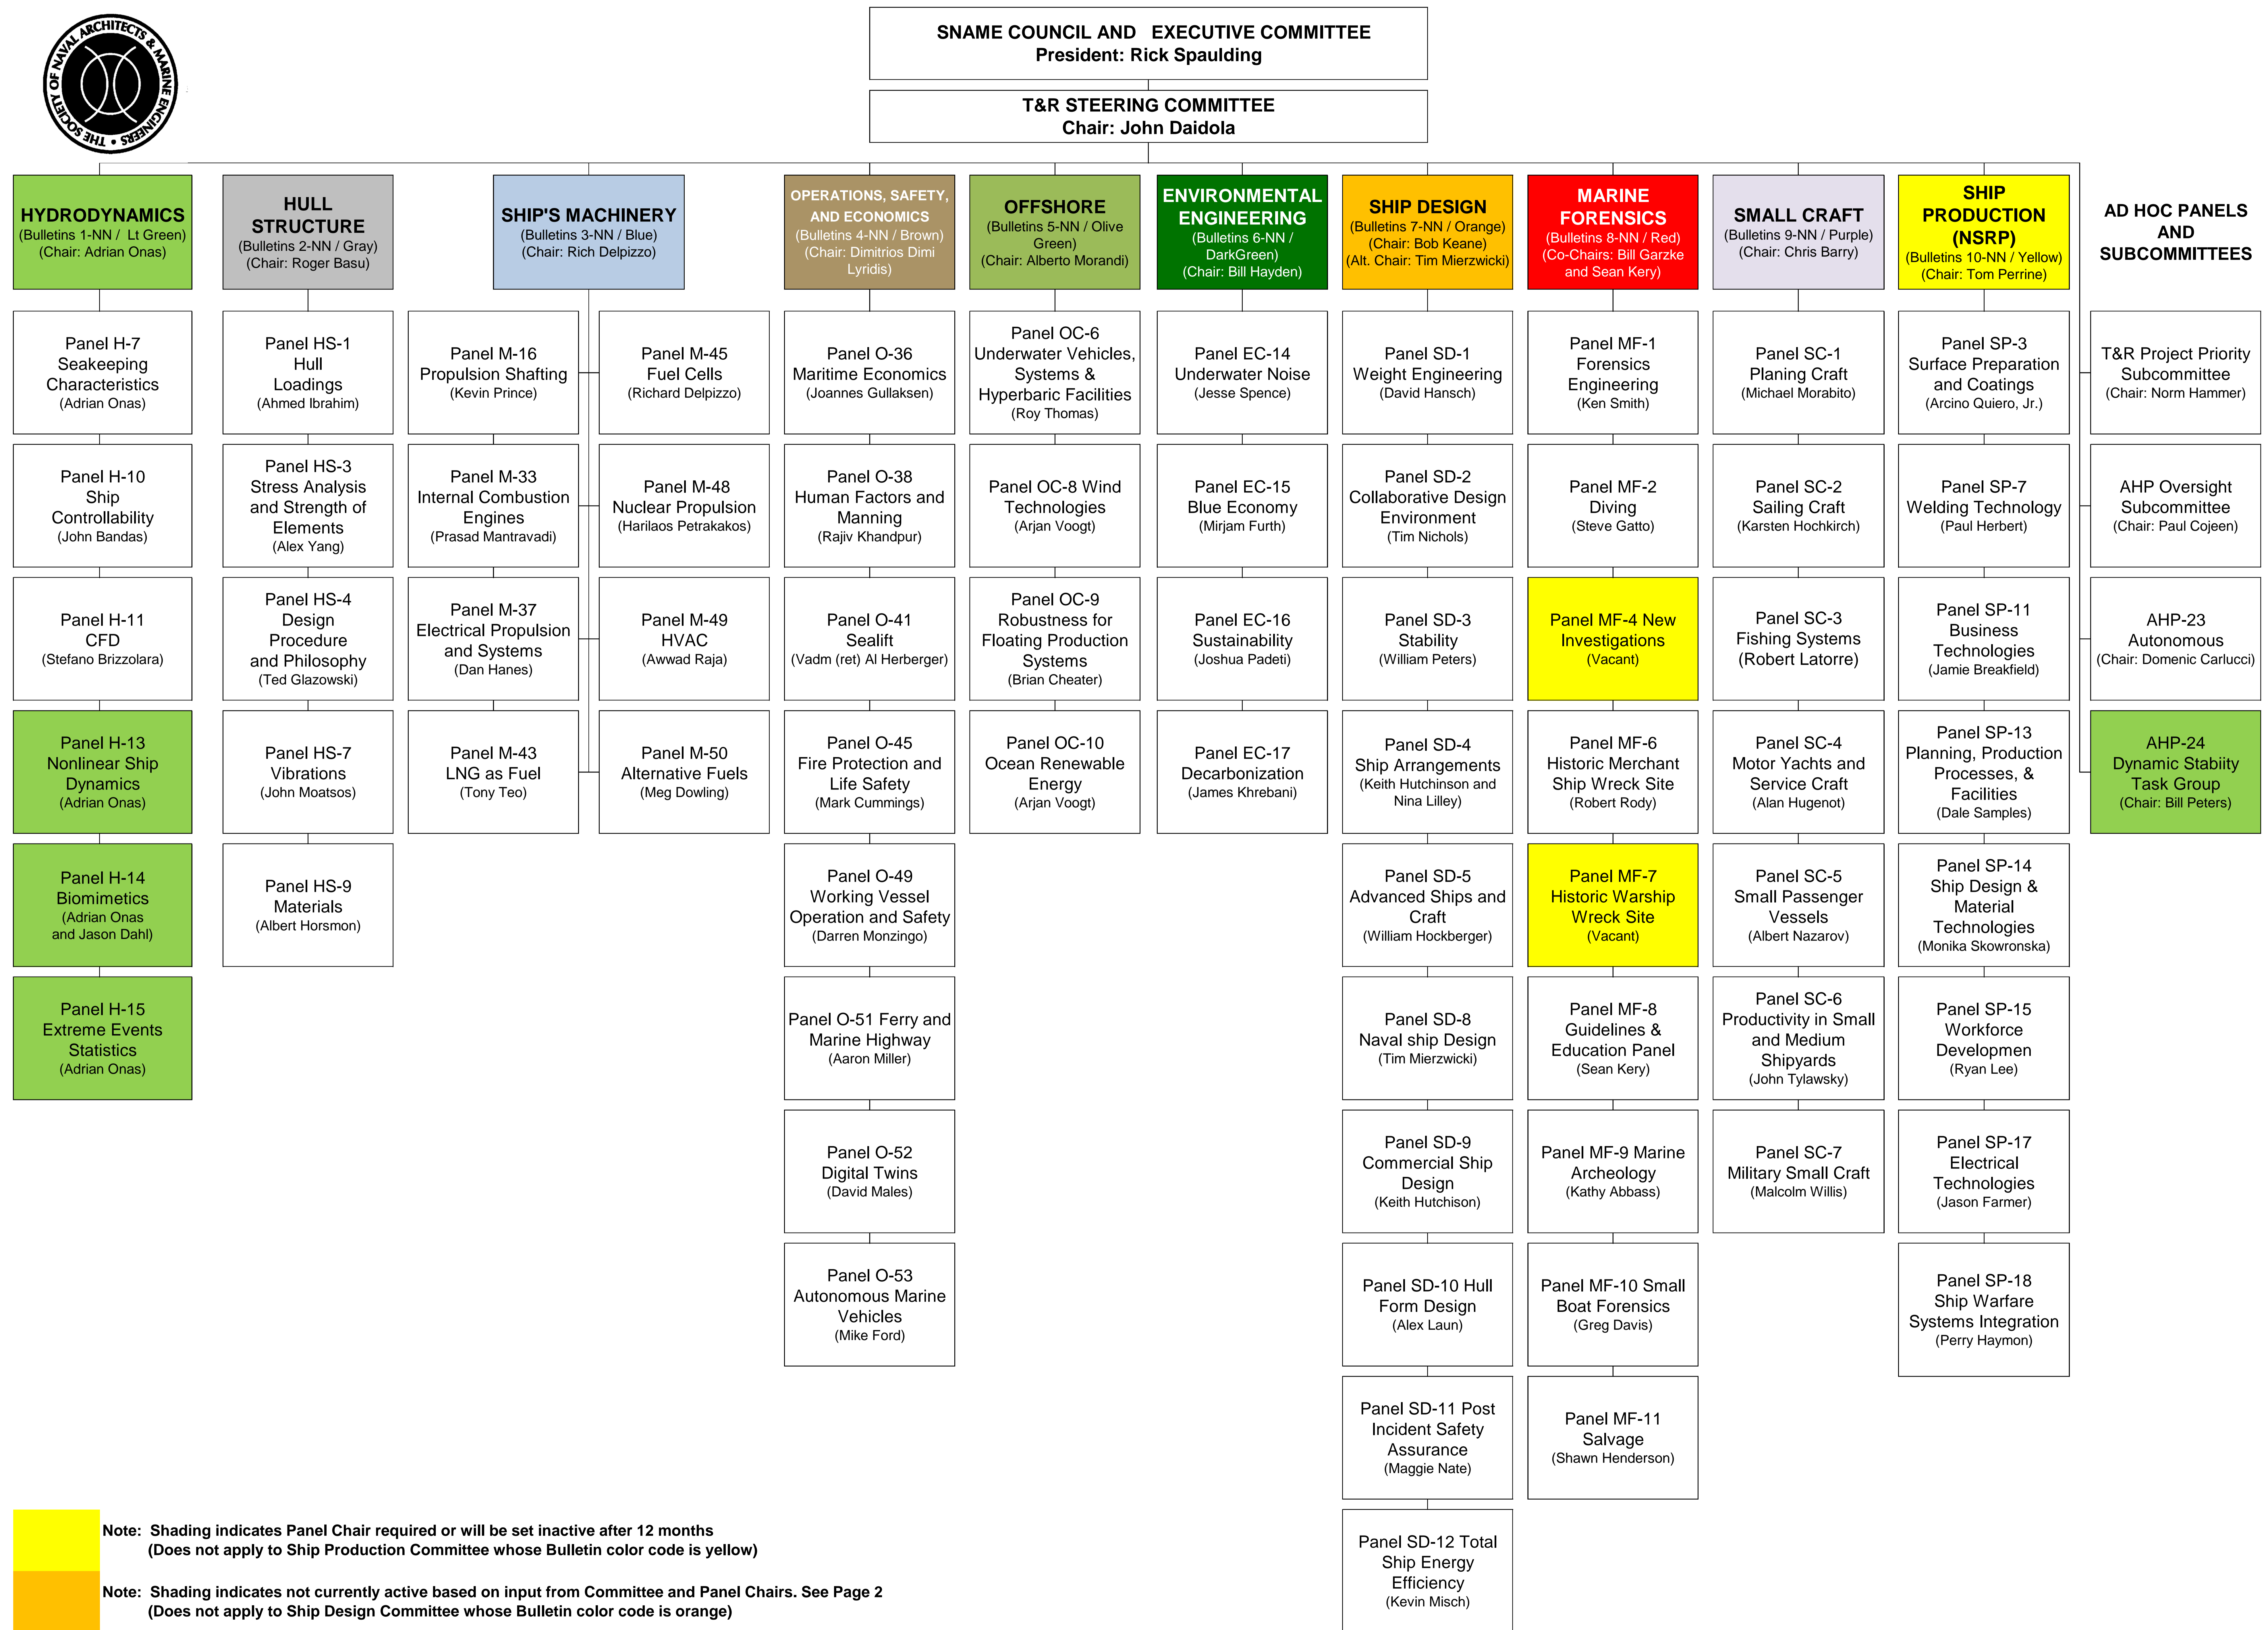 THE SOCIETY OF NAVAL ARCHITECTS & MARINE ENGINEERS •
SNAME COUNCIL AND EXECUTIVE COMMITTEE
President: Rick Spaulding
T&R STEERING COMMITTEE
Chair: John Daidola
HYDRODYNAMICS
(Bulletins 1-NN / Lt Green)
(Chair: Adrian Onas)
Panel H-7
Seakeeping
Characteristics
(Adrian Onas)
Panel H-10
Ship
Controllability
(John Bandas)
Panel H-11
CFD
(Stefano Brizzolara)
Panel H-13
Nonlinear Ship
Dynamics
(Adrian Onas)
Panel H-14
Biomimetics
(Adrian Onas
and Jason Dahl)
Panel H-15
Extreme Events
Statistics
(Adrian Onas)
HULL
STRUCTURE
(Bulletins 2-NN / Gray)
(Chair: Roger Basu)
Panel HS-1
Hull
Loadings
(Ahmed Ibrahim)
Panel HS-3
Stress Analysis
and Strength of
Elements
(Alex Yang)
Panel HS-4
Design
Procedure
and Philosophy
(Ted Glazowski)
Panel HS-7
Vibrations
(John Moatsos)
Panel HS-9
Materials
(Albert Horsmon)
SHIP'S MACHINERY
(Bulletins 3-NN / Blue)
(Chair: Rich Delpizzo)
Panel M-16
Propulsion Shafting
(Kevin Prince)
Panel M-33
Internal Combustion
Engines
(Prasad Mantravadi)
Panel M-37
Electrical Propulsion
and Systems
(Dan Hanes)
Panel M-43
LNG as Fuel
(Tony Teo)
Panel M-45
Fuel Cells
(Richard Delpizzo)
Panel M-48
Nuclear Propulsion
(Harilaos Petrakakos)
Panel M-49
HVAC
(Awwad Raja)
Panel M-50
Alternative Fuels
(Meg Dowling)
OPERATIONS, SAFETY,
AND ECONOMICS
(Bulletins 4-NN / Brown)
(Chair: Dimitrios Dimi
Lyridis)
Panel O-36
Maritime Economics
(Joannes Gullaksen)
Panel O-38
Human Factors and
Manning
(Rajiv Khandpur)
Panel O-41
Sealift
(Vadm (ret) Al Herberger)
Panel O-45
Fire Protection and
Life Safety
(Mark Cummings)
Panel O-49
Working Vessel
Operation and Safety
(Darren Monzingo)
Panel O-51 Ferry and
Marine Highway
(Aaron Miller)
Panel O-52
Digital Twins
(David Males)
Panel O-53
Autonomous Marine
Vehicles
(Mike Ford)
OFFSHORE
(Bulletins 5-NN / Olive
Green)
(Chair: Alberto Morandi)
Panel OC-6
Underwater Vehicles,
Systems &
Hyperbaric Facilities
(Roy Thomas)
Panel OC-8 Wind
Technologies
(Arjan Voogt)
Panel OC-9
Robustness for
Floating Production
Systems
(Brian Cheater)
Panel OC-10
Ocean Renewable
Energy
(Arjan Voogt)
ENVIRONMENTAL
ENGINEERING
(Bulletins 6-NN /
DarkGreen)
(Chair: Bill Hayden)
Panel EC-14
Underwater Noise
(Jesse Spence)
Panel EC-15
Blue Economy
(Mirjam Furth)
Panel EC-16
Sustainability
(Joshua Padeti)
Panel EC-17
Decarbonization
(James Khrebani)
SHIP DESIGN
(Bulletins 7-NN / Orange)
(Chair: Bob Keane)
(Alt. Chair: Tim Mierzwicki)
Panel SD-1
Weight Engineering
(David Hansch)
Panel SD-2
Collaborative Design
Environment
(Tim Nichols)
Panel SD-3
Stability
(William Peters)
Panel SD-4
Ship Arrangements
(Keith Hutchinson and
Nina Lilley)
Panel SD-5
Advanced Ships and
Craft
(William Hockberger)
Panel SD-8
Naval ship Design
(Tim Mierzwicki)
Panel SD-9
Commercial Ship
Design
(Keith Hutchison)
Panel SD-10 Hull
Form Design
(Alex Laun)
Panel SD-11 Post
Incident Safety
Assurance
(Maggie Nate)
Panel SD-12 Total
Ship Energy
Efficiency
(Kevin Misch)
MARINE
FORENSICS
(Bulletins 8-NN / Red)
(Co-Chairs: Bill Garzke
and Sean Kery)
Panel MF-1
Forensics
Engineering
(Ken Smith)
Panel MF-2
Diving
(Steve Gatto)
Panel MF-4 New
Investigations
(Vacant)
Panel MF-6
Historic Merchant
Ship Wreck Site
(Robert Rody)
Panel MF-7
Historic Warship
Wreck Site
(Vacant)
Panel MF-8
Guidelines &
Education Panel
(Sean Kery)
Panel MF-9 Marine
Archeology
(Kathy Abbass)
Panel MF-10 Small
Boat Forensics
(Greg Davis)
Panel MF-11
Salvage
(Shawn Henderson)
SMALL CRAFT
(Bulletins 9-NN / Purple)
(Chair: Chris Barry)
Panel SC-1
Planing Craft
(Michael Morabito)
Panel SC-2
Sailing Craft
(Karsten Hochkirch)
Panel SC-3
Fishing Systems
(Robert Latorre)
Panel SC-4
Motor Yachts and
Service Craft
(Alan Hugenot)
Panel SC-5
Small Passenger
Vessels
(Albert Nazarov)
Panel SC-6
Productivity in Small
and Medium
Shipyards
(John Tylawsky)
Panel SC-7
Military Small Craft
(Malcolm Willis)
SHIP
PRODUCTION
(NSRP)
(Bulletins 10-NN / Yellow)
(Chair: Tom Perrine)
Panel SP-3
Surface Preparation
and Coatings
(Arcino Quiero, Jr.)
Panel SP-7
Welding Technology
(Paul Herbert)
Panel SP-11
Business
Technologies
(Jamie Breakfield)
Panel SP-13
Planning, Production
Processes, &
Facilities
(Dale Samples)
Panel SP-14
Ship Design &
Material
Technologies
(Monika Skowronska)
Panel SP-15
Workforce
Developmen
(Ryan Lee)
Panel SP-17
Electrical
Technologies
(Jason Farmer)
Panel SP-18
Ship Warfare
Systems Integration
(Perry Haymon)
AD HOC PANELS
AND
SUBCOMMITTEES
T&R Project Priority
Subcommittee
(Chair: Norm Hammer)
AHP Oversight
Subcommittee
(Chair: Paul Cojeen)
AHP-23
Autonomous
(Chair: Domenic Carlucci)
AHP-24
Dynamic Stabiity
Task Group
(Chair: Bill Peters)
Note: Shading indicates Panel Chair required or will be set inactive after 12 months
(Does not apply to Ship Production Committee whose Bulletin color code is yellow)
Note: Shading indicates not currently active based on input from Committee and Panel Chairs. See Page 2
(Does not apply to Ship Design Committee whose Bulletin color code is orange)